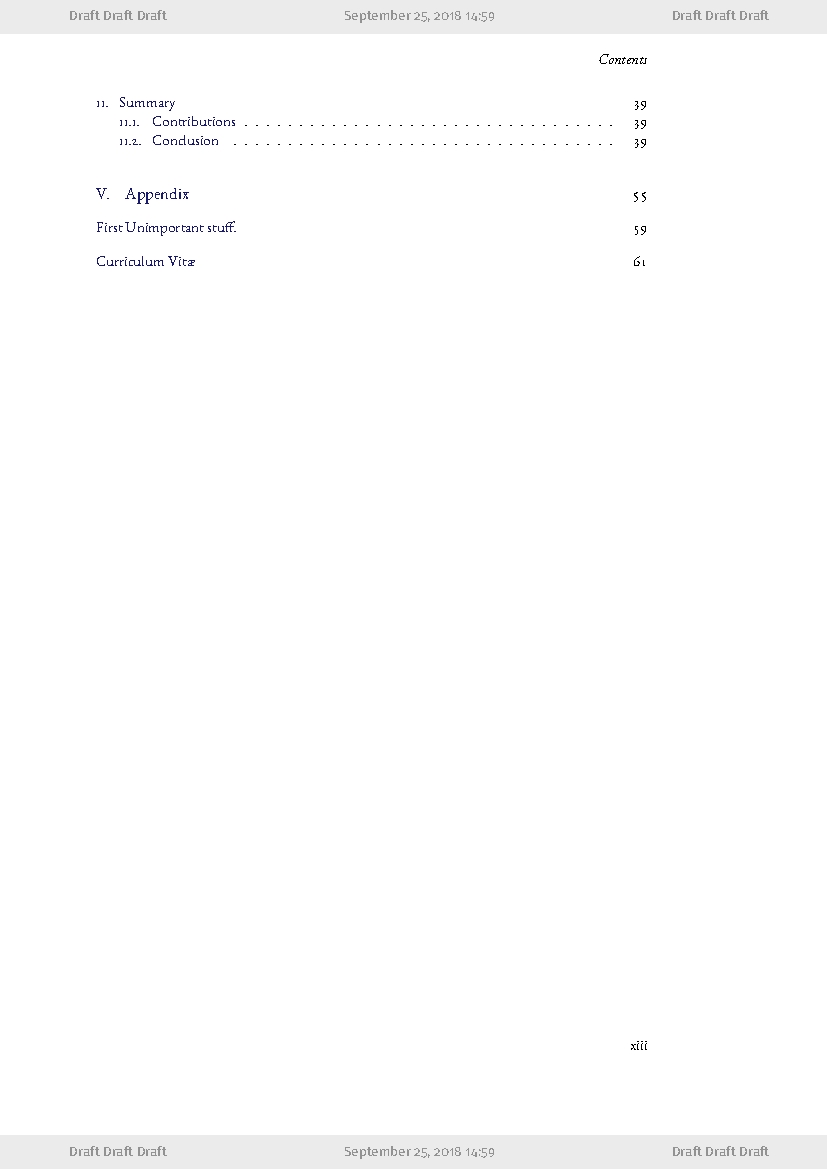 Draft Draft Draft September 25, 2018 14:59 Draft Draft Draft
Contents
11. Summary 39
11.1. Contributions . . . . . . . . . . . . . . . . . . . . . . . . . . . . . . . . . . 39
11.2. Conclusion . . . . . . . . . . . . . . . . . . . . . . . . . . . . . . . . . . . 39
V. Appendix 55
First Unimportant stuff. 59
Curriculum Vitæ 61
xiii
Draft Draft Draft September 25, 2018 14:59 Draft Draft Draft